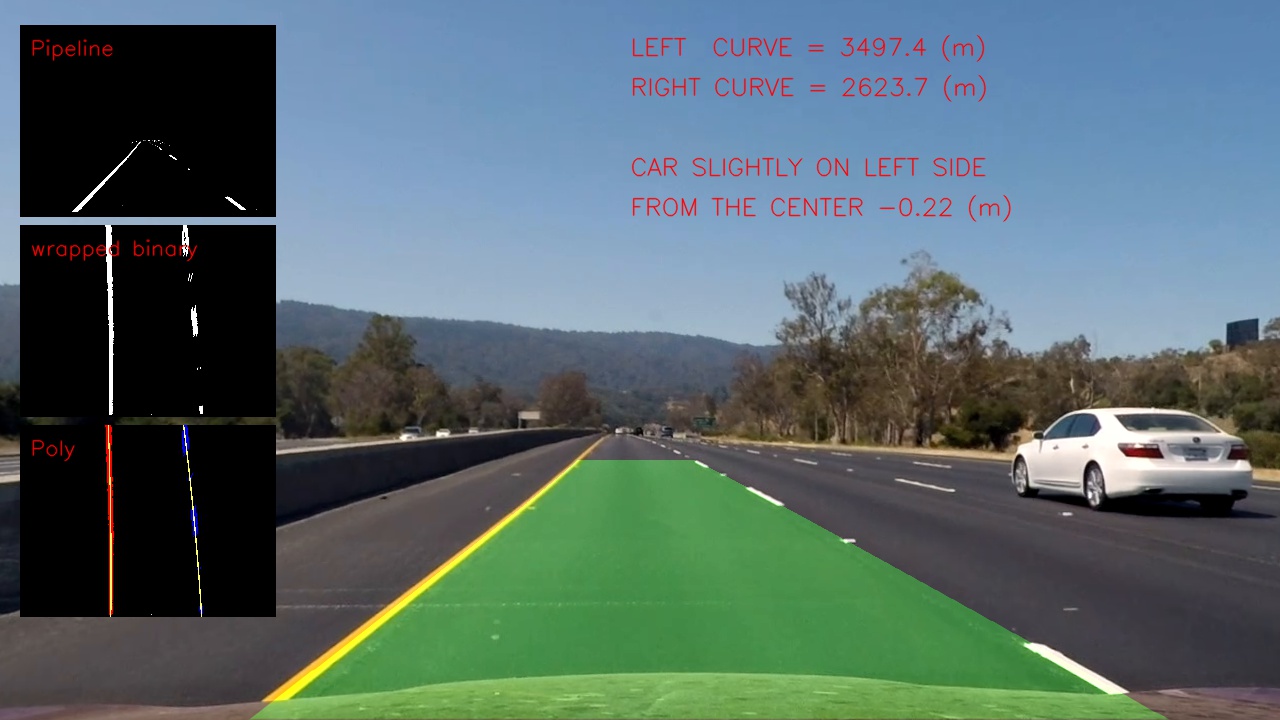 Pipeline
wrapped binary
Poly
LEFT CURVE = 3497.4 (m)
RIGHT CURVE = 2623.7 (m)
CAR SLIGHTLY ON LEFT SIDE
FROM THE CENTER -0.22 (m)